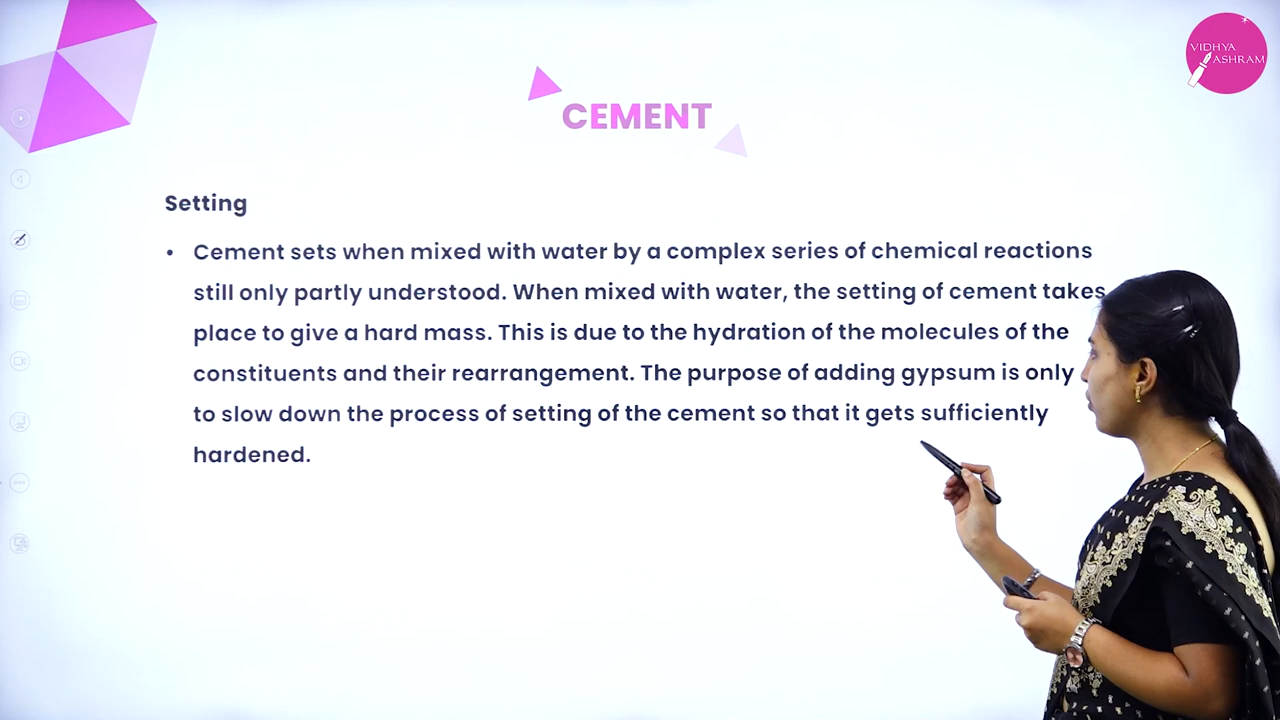 VIDHYA
ASHRAM
CEMENT
Setting
• Cement sets when mixed with water by a complex series of chemical reactions
still only partly understood. When mixed with water, the setting of cement takes
place to give a hard mass. This is due to the hydration of the molecules of the
constituents and their rearrangement. The purpose of adding gypsum is only
to slow down the process of setting of the cement so that it gets sufficiently
hardened.